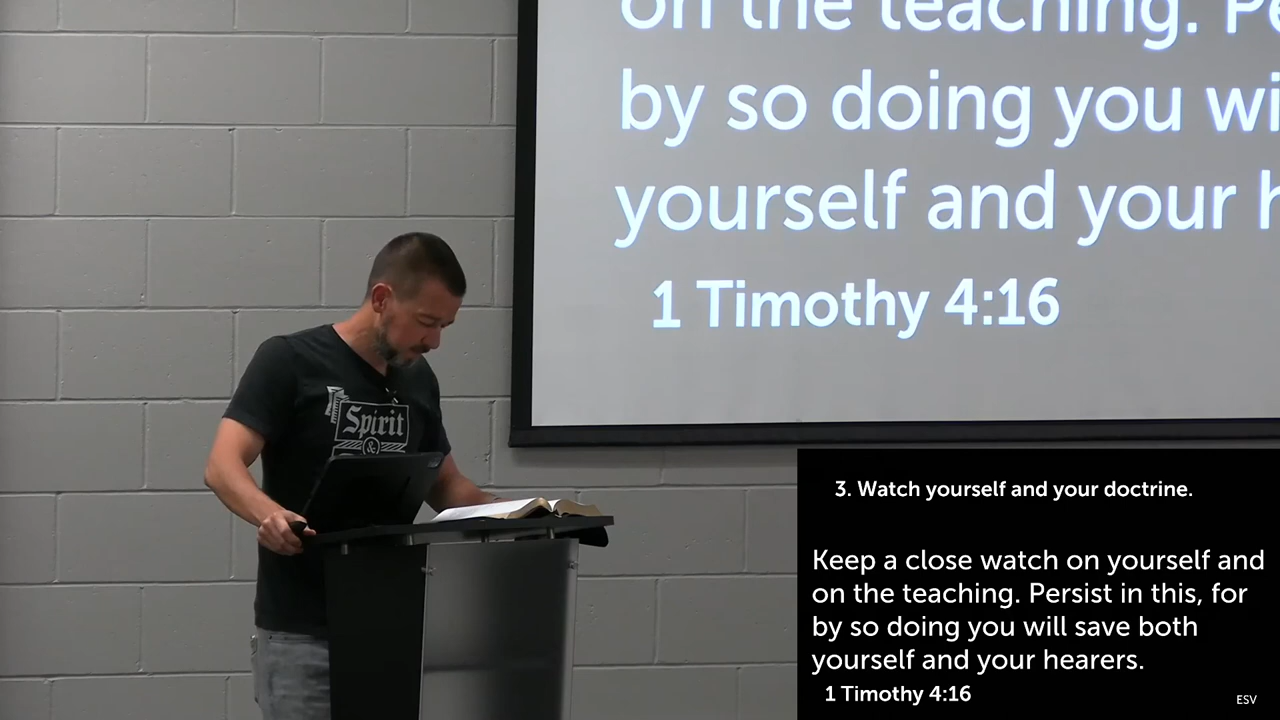 on the teaching. Pe
by so doing you wi
yourself and your h
1 Timothy 4:16
Spirit
&
3. Watch yourself and your doctrine.
Keep a close watch on yourself and
on the teaching. Persist in this, for
by so doing you will save both
yourself and your hearers.
1 Timothy 4:16
ESV